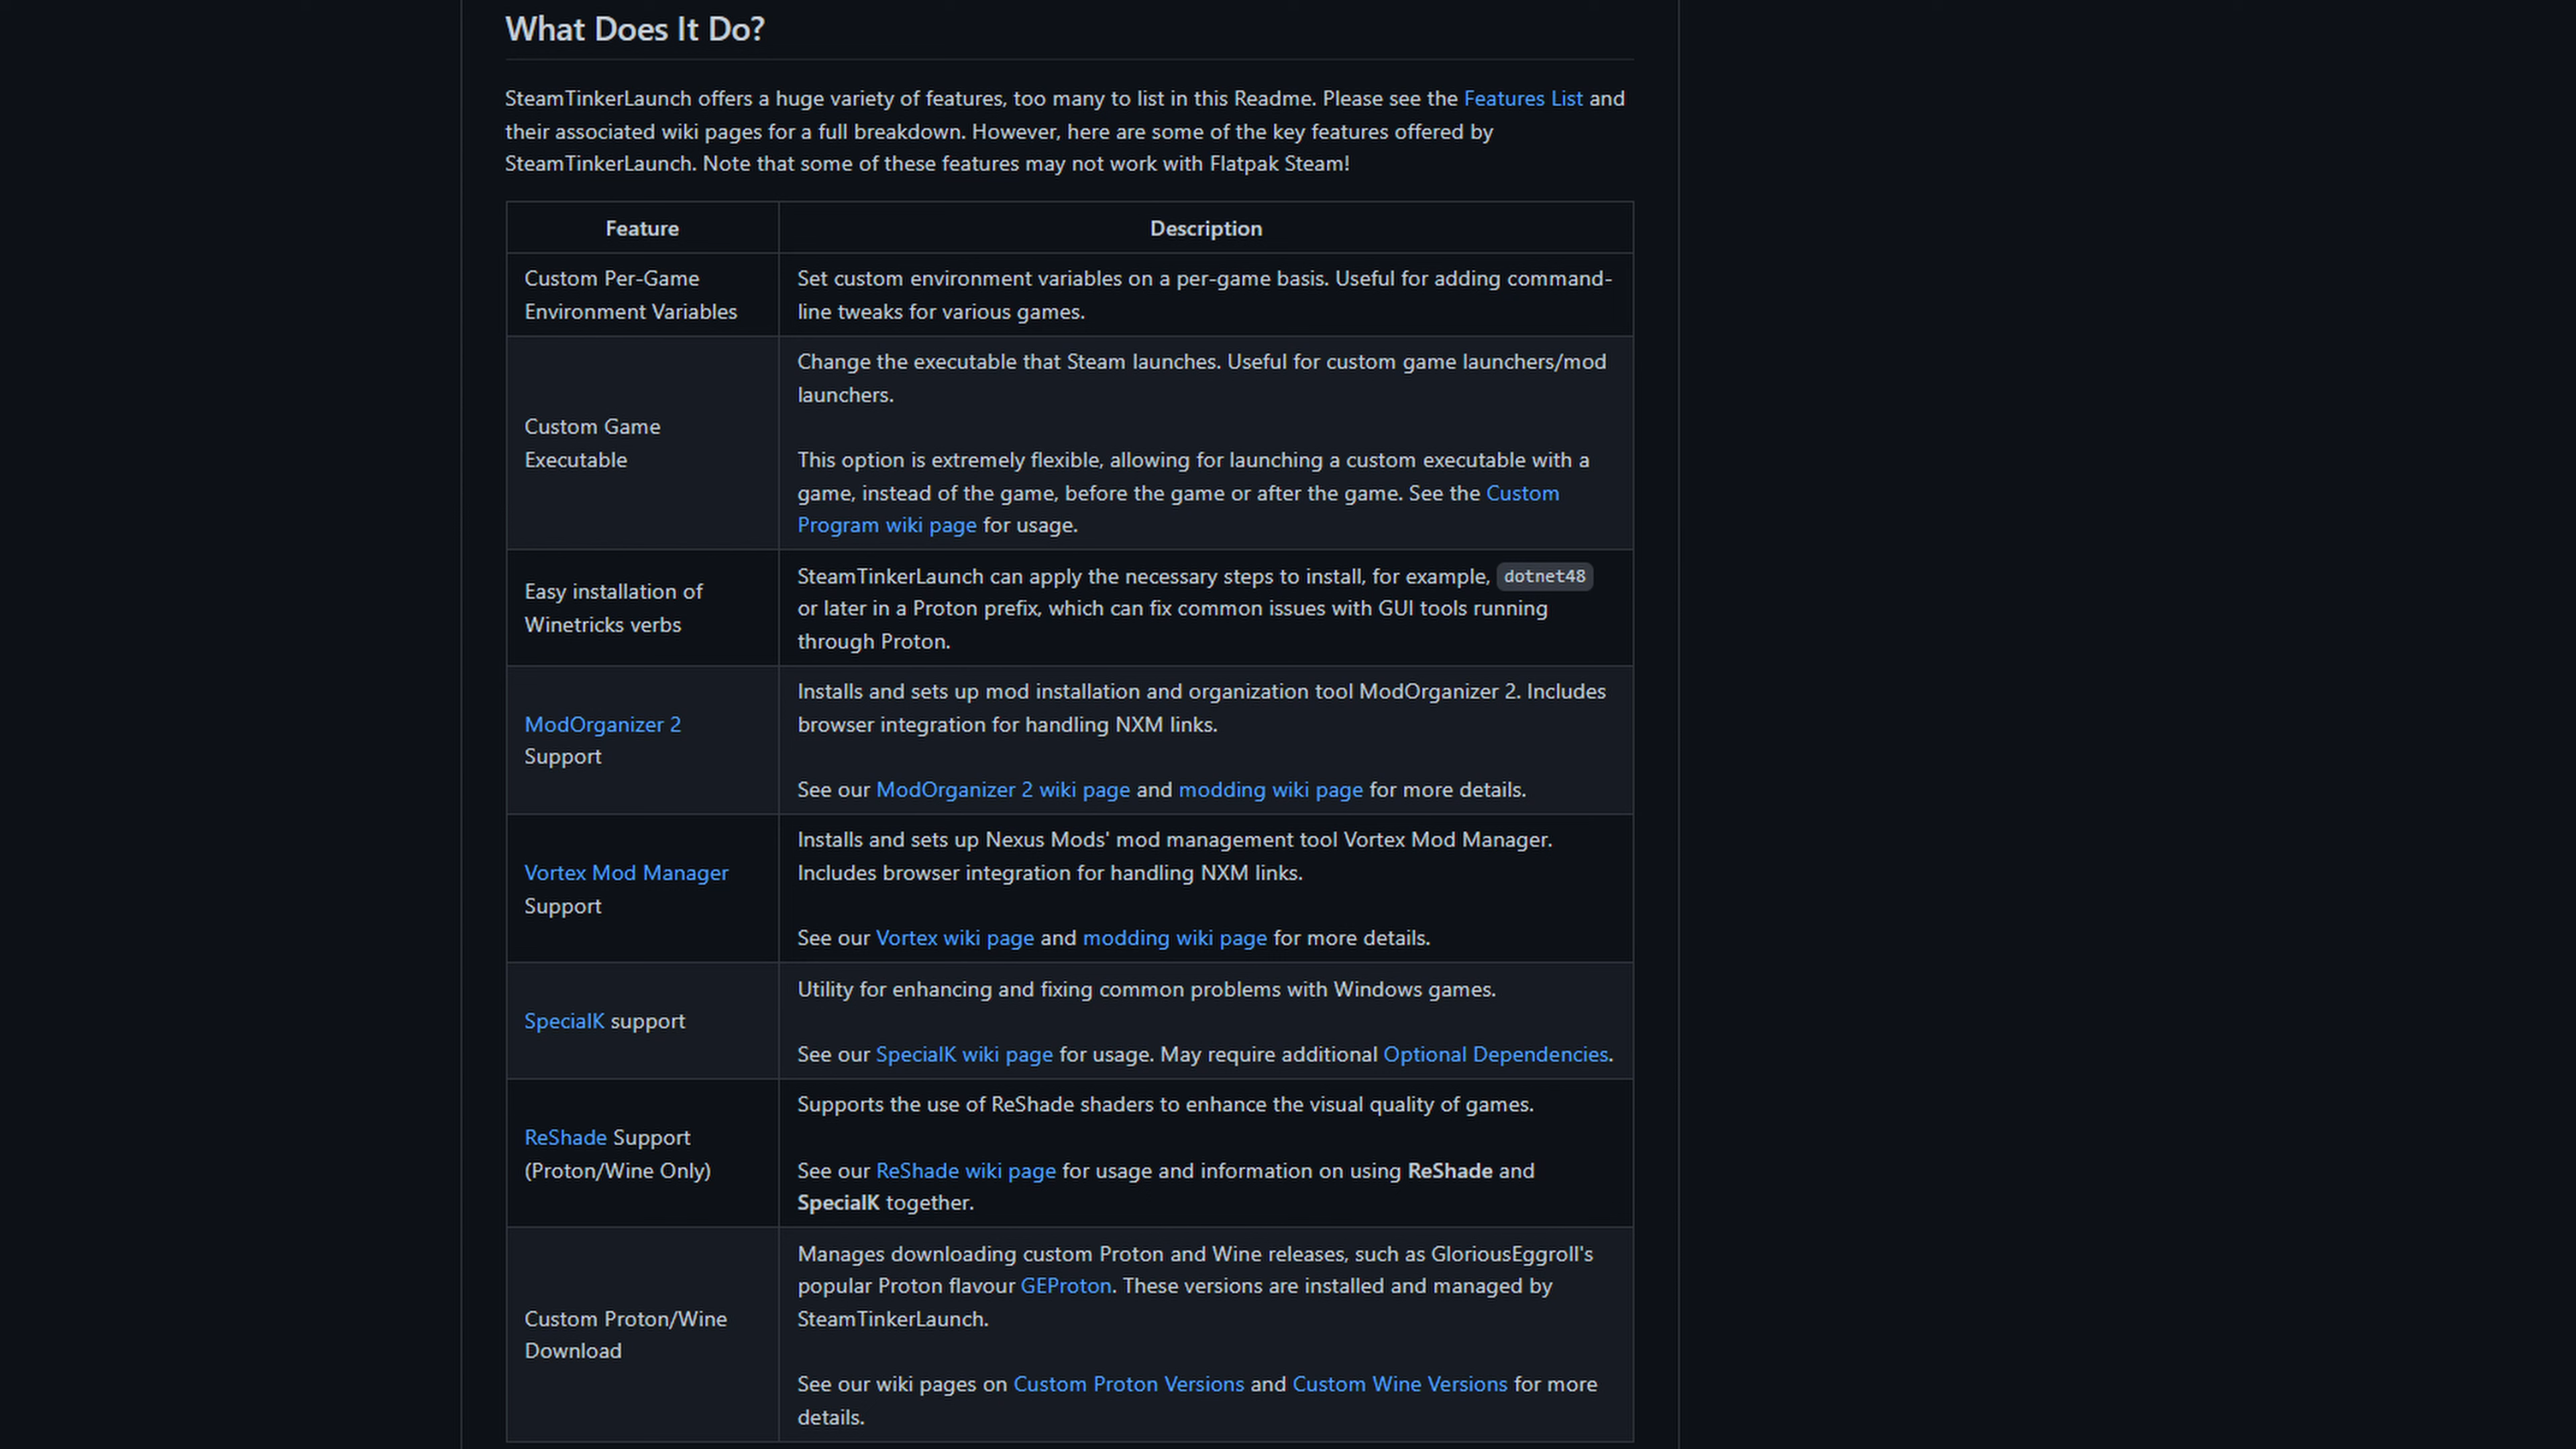 What Does It Do?
SteamTinkerLaunch offers a huge variety of features, too many to list in this Readme. Please see the Features List and
their associated wiki pages for a full breakdown. However, here are some of the key features offered by
SteamTinkerLaunch. Note that some of these features may not work with Flatpak Steam!
Feature
Description
Custom Per-Game
Environment Variables
Set custom environment variables on a per-game basis. Useful for adding command-
line tweaks for various games.
Custom Game
Executable
Change the executable that Steam launches. Useful for custom game launchers/mod
launchers.
This option is extremely flexible, allowing for launching a custom executable with a
game, instead of the game, before the game or after the game. See the Custom
Program wiki page for usage.
Easy installation of
Winetricks verbs
SteamTinkerLaunch can apply the necessary steps to install, for example, dotnet48
or later in a Proton prefix, which can fix common issues with GUI tools running
through Proton.
ModOrganizer 2
Support
Installs and sets up mod installation and organization tool ModOrganizer 2. Includes
browser integration for handling NXM links.
See our ModOrganizer 2 wiki page and modding wiki page for more details.
Vortex Mod Manager
Support
Installs and sets up Nexus Mods' mod management tool Vortex Mod Manager.
Includes browser integration for handling NXM links.
See our Vortex wiki page and modding wiki page for more details.
SpecialK support
Utility for enhancing and fixing common problems with Windows games.
See our SpecialK wiki page for usage. May require additional Optional Dependencies.
ReShade Support
(Proton/Wine Only)
Supports the use of ReShade shaders to enhance the visual quality of games.
See our ReShade wiki page for usage and information on using ReShade and
SpecialK together.
Custom Proton/Wine
Download
Manages downloading custom Proton and Wine releases, such as GloriousEggroll's
popular Proton flavour GEProton. These versions are installed and managed by
SteamTinkerLaunch.
See our wiki pages on Custom Proton Versions and Custom Wine Versions for more
details.